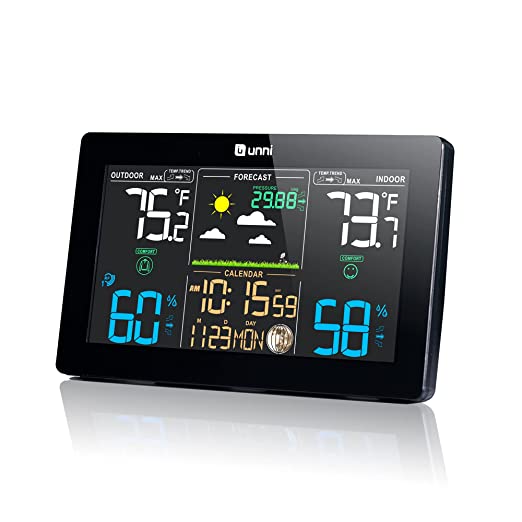 unni
OUTDOOR MAX TEMP.TREND
FORECAST
TEMP.TREND MAX INDOOR
PRESSURE
29.88
75.2 °F
73.7 °F
COMFORT
COMFORT
CALENDAR
AM 10:15 59
60 %
58 %
M D DAY
11 23 MON